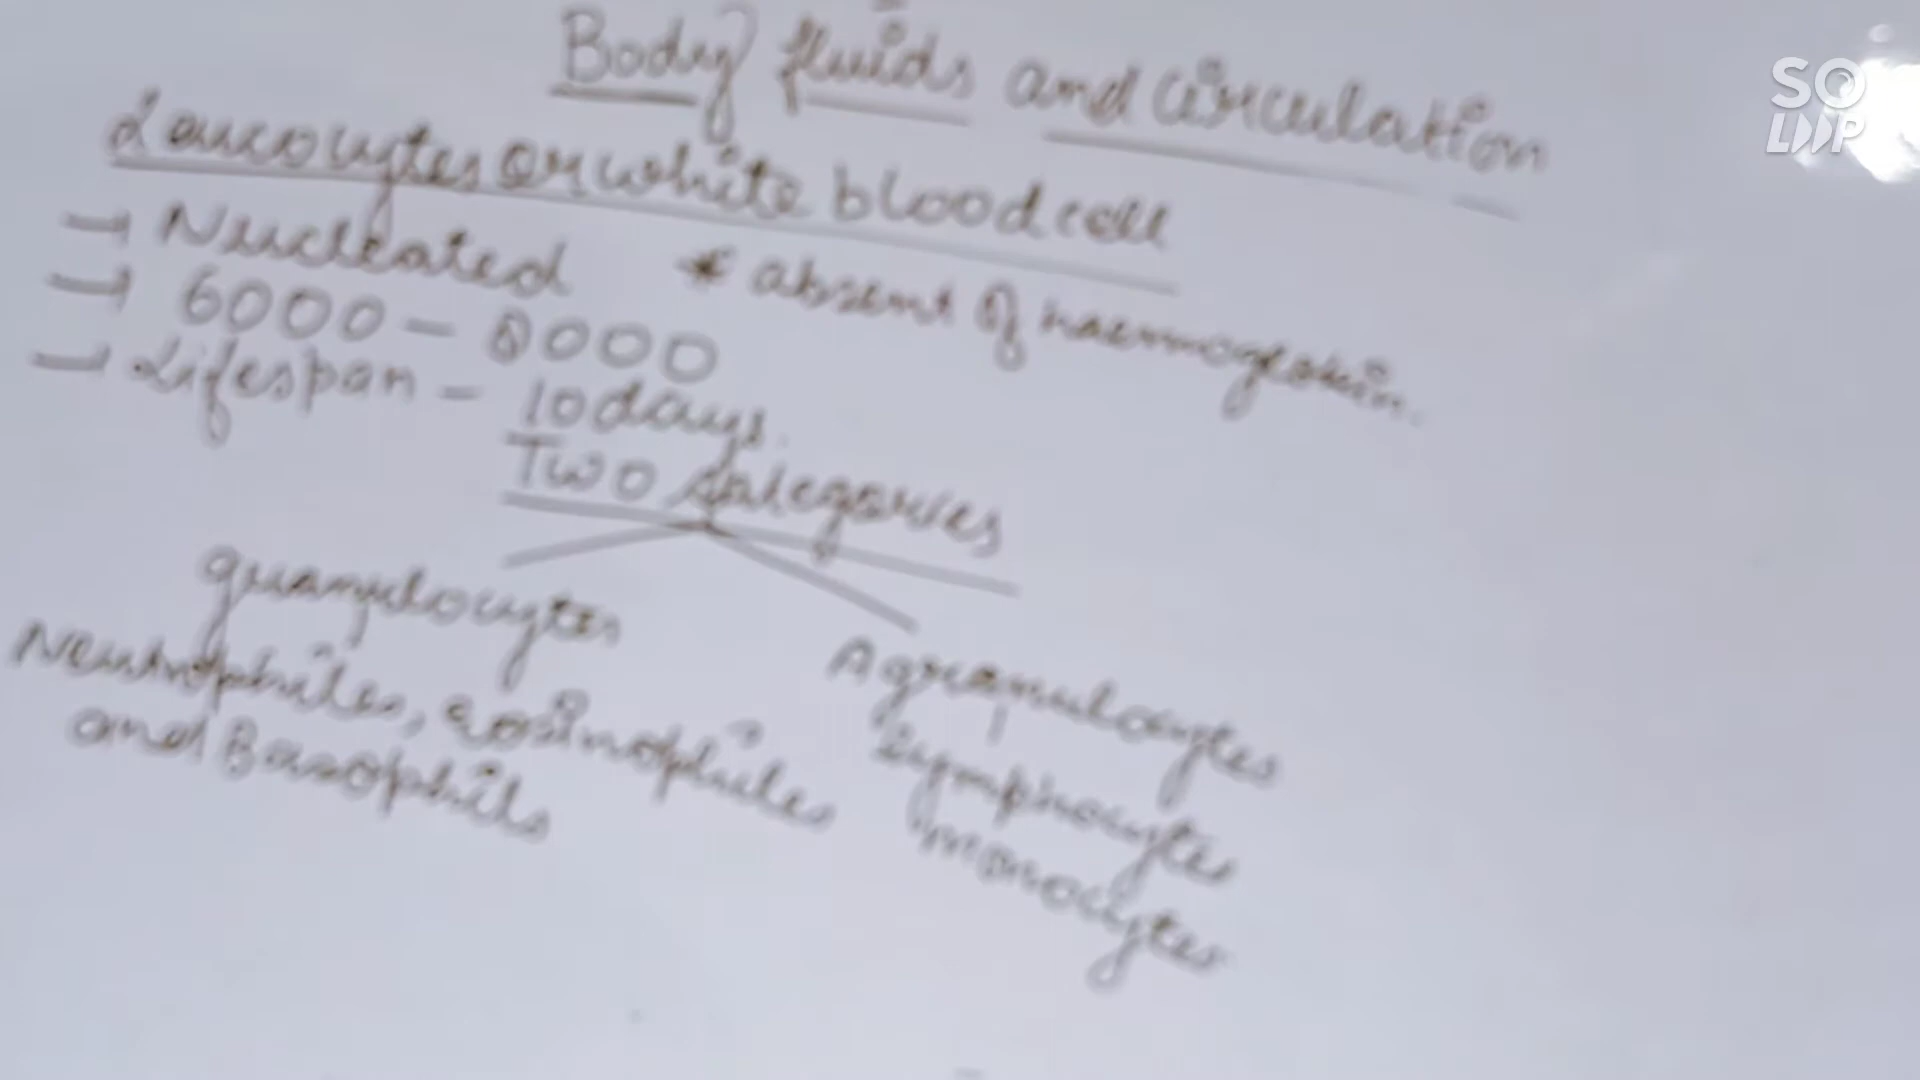 Body fluids and circulation
Leucocytes or white blood cell
→ Nucleated * absent of haemoglobin.
→ 6000 - 8000
→ Lifespan - 10 days.
Two Categories
granulocytes
Agranulocytes
Neutrophiles, eosinophiles
and Basophils
Lymphocytes
monocytes
SO
LOOP